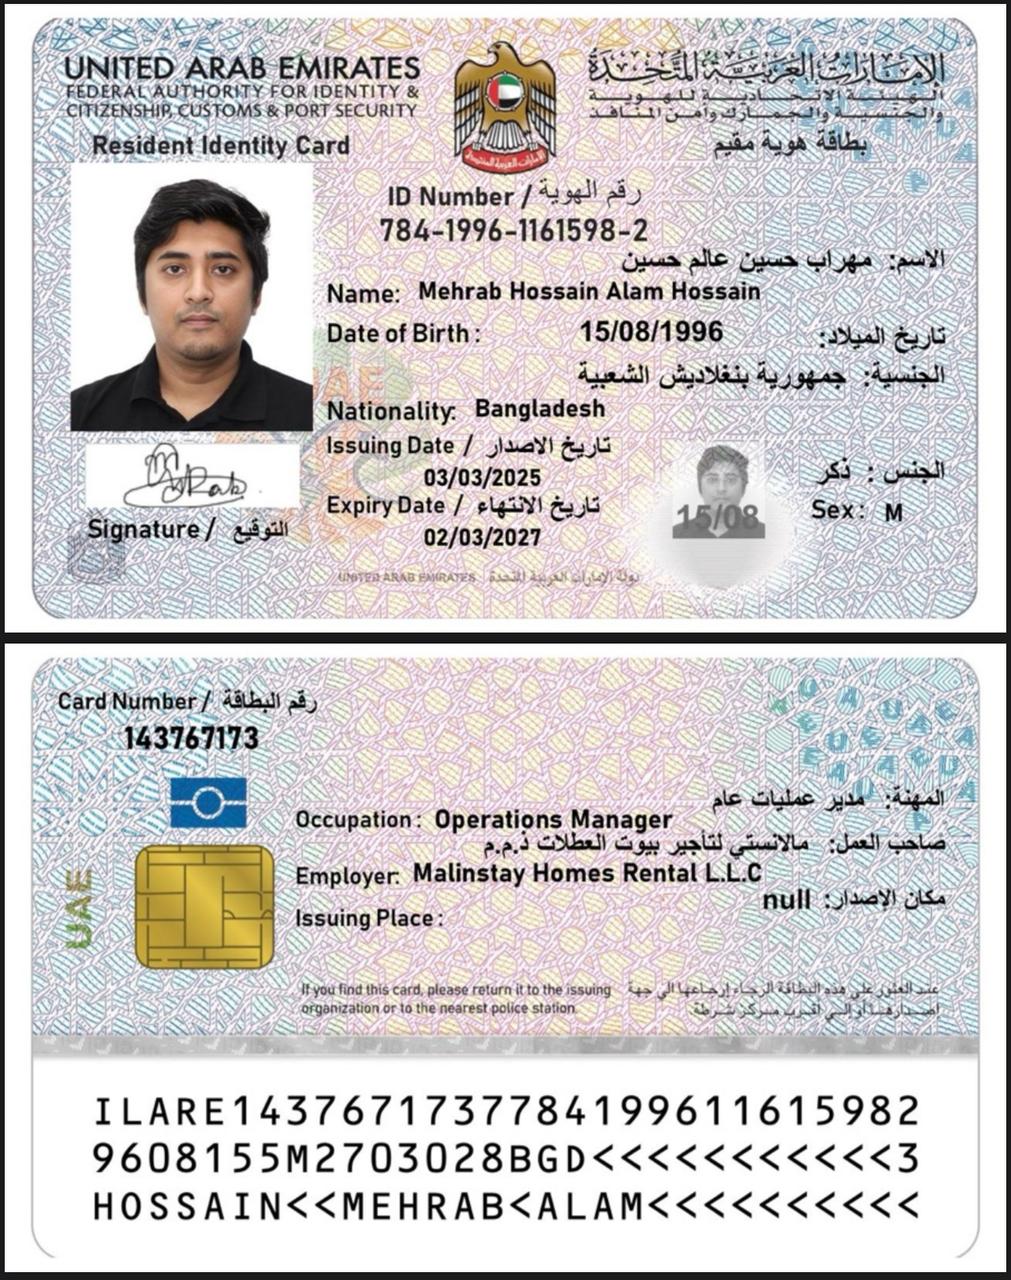 UNITED ARAB EMIRATES
FEDERAL AUTHORITY FOR IDENTITY &
CITIZENSHIP, CUSTOMS & PORT SECURITY
Resident Identity Card
الإمارات العربية المتحدة
الهيئة الاتحادية للهوية
والجنسية والجمارك وأمن المنافذ
بطاقة هوية مقيم
ID Number / رقم الهوية
784-1996-1161598-2
الاسم: مهراب حسين عالم حسين
Name: Mehrab Hossain Alam Hossain
Date of Birth : 15/08/1996 تاريخ الميلاد:
الجنسية: جمهورية بنغلاديش الشعبية
Nationality: Bangladesh
Issuing Date / تاريخ الاصدار
03/03/2025
Expiry Date / تاريخ الانتهاء
02/03/2027
الجنس : ذكر
Sex: M
15/08
Signature / التوقيع
UAE
UNITED ARAB EMIRATES دولة الإمارات العربية المتحدة
Card Number / رقم البطاقة
143767173
المهنة: مدير عمليات عام
Occupation : Operations Manager
صاحب العمل: مالانستي لتأجير بيوت العطلات ذ.م.م
Employer: Malinstay Homes Rental L.L.C
مكان الإصدار: null
Issuing Place :
UAE
If you find this card, please return it to the issuing
organization or to the nearest police station.
عند العثور على هذه البطاقة الرجاء إرجاعها الي جهة
إصدارها أو الي أقرب مركز شرطة.
ILARE1437671737784199611615982
9608155M2703028BGD<<<<<<<<<<<3
HOSSAIN<<MEHRAB<ALAM<<<<<<<<<<